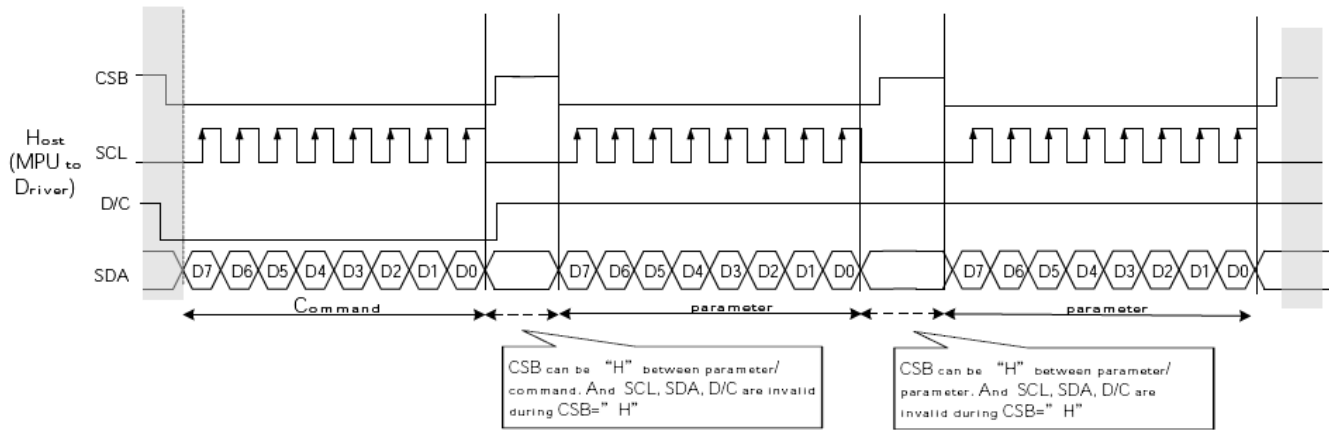 CSB
Host
(MPU to
Driver)
SCL
D/C
SDA
D7 D6 D5 D4 D3 D2 D1 D0
D7 D6 D5 D4 D3 D2 D1 D0
D7 D6 D5 D4 D3 D2 D1 D0
Command
parameter
parameter
CSB can be “H” between parameter/
command. And SCL, SDA, D/C are invalid
during CSB=”H”
CSB can be “H” between parameter/
parameter. And SCL, SDA, D/C are
invalid during CSB=”H”